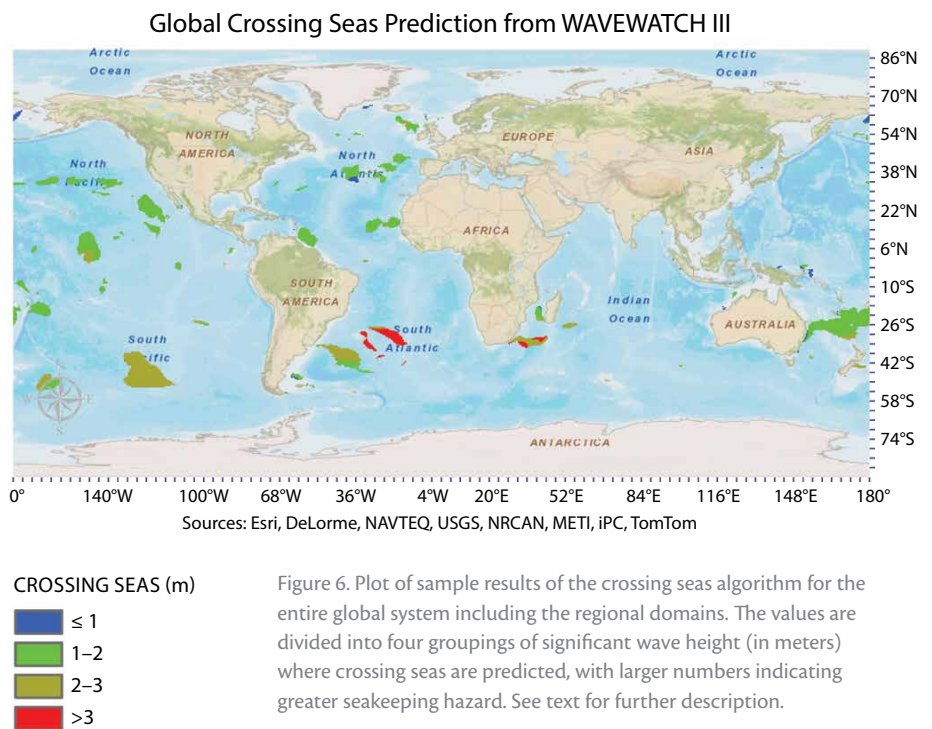 Global Crossing Seas Prediction from WAVEWATCH III
Arctic
Ocean
Arctic
Ocean
86°N
70°N
54°N
38°N
22°N
6°N
10°S
26°S
42°S
58°S
74°S
NORTH
AMERICA
EUROPE
ASIA
North
Pacific
North
Atlantic
AFRICA
SOUTH
AMERICA
Indian
Ocean
AUSTRALIA
South
Atlantic
South
W E
S
ANTARCTICA
0° 140°W 100°W 68°W 36°W 4°W 20°E 52°E 84°E 116°E 148°E 180°
Sources: Esri, DeLorme, NAVTEQ, USGS, NRCAN, METI, iPC, TomTom
CROSSING SEAS (m)
≤ 1
1–2
2–3
>3
Figure 6. Plot of sample results of the crossing seas algorithm for the
entire global system including the regional domains. The values are
divided into four groupings of significant wave height (in meters)
where crossing seas are predicted, with larger numbers indicating
greater seakeeping hazard. See text for further description.